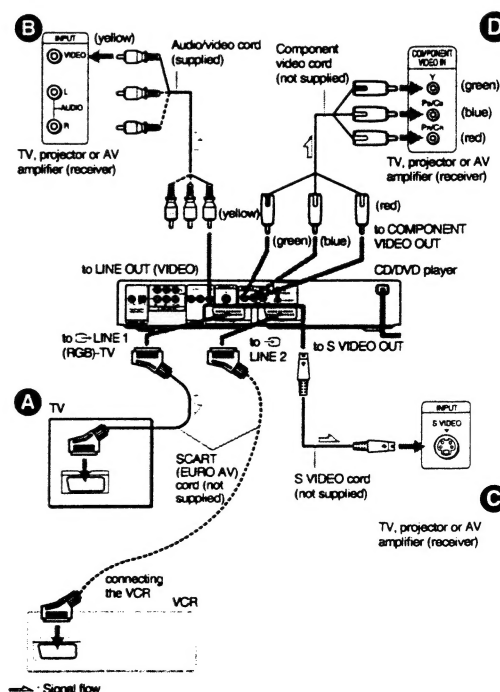 B
INPUT
(yellow)
VIDEO
L
AUDIO
R
TV, projector or AV
amplifier (receiver)
Audio/video cord
(supplied)
Component
video cord
(not supplied)
D
COMPONENT
VIDEO IN
Y
(green)
PB/CB
(blue)
PR/CR
(red)
TV, projector or AV
amplifier (receiver)
(yellow)
(green)
(blue)
(red)
to COMPONENT
VIDEO OUT
to LINE OUT (VIDEO)
CD/DVD player
to LINE 1
(RGB)-TV
to
LINE 2
to S VIDEO OUT
A
TV
SCART
(EURO AV)
cord (not
supplied)
S VIDEO cord
(not supplied)
INPUT
S VIDEO
C
TV, projector or AV
amplifier (receiver)
connecting
the VCR
VCR
: Signal flow